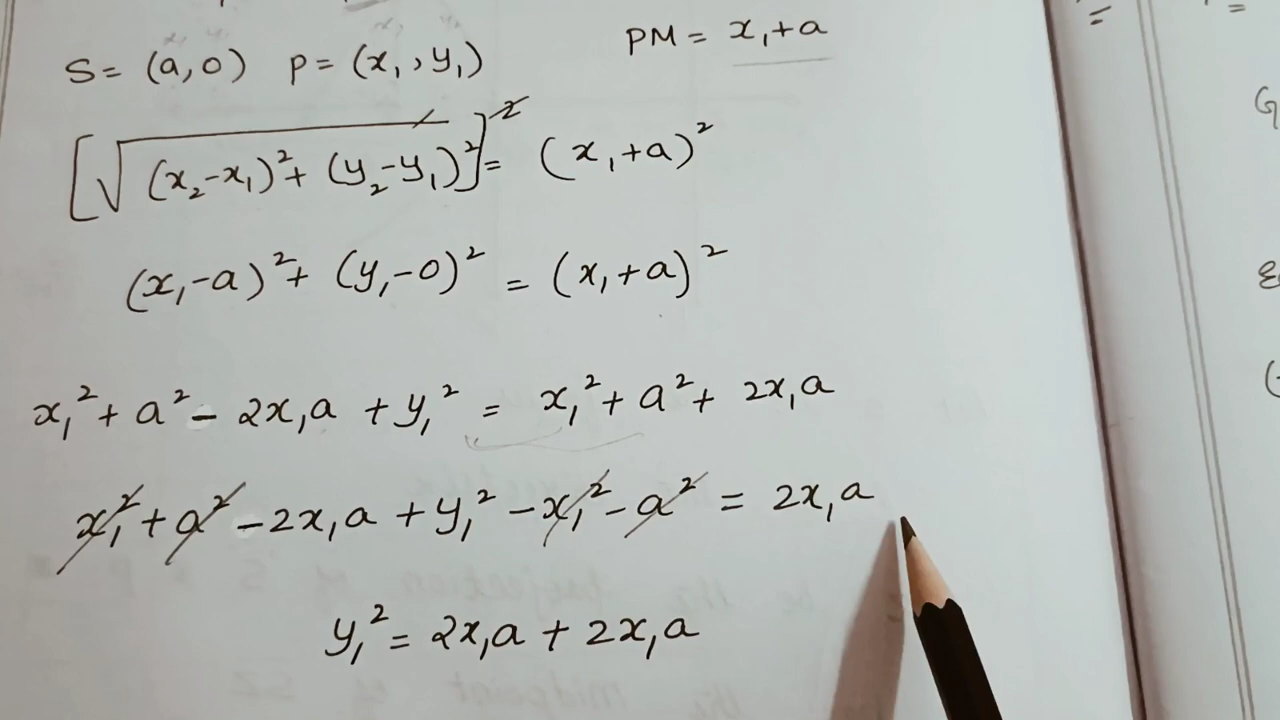 S = (a, 0) P = (x₁, y₁) PM = x₁+a
[√(x₂-x₁)²+ (y₂-y₁)²]² = (x₁+a)²
(x₁-a)²+ (y₁-0)² = (x₁+a)²
x₁²+ a² - 2x₁a + y₁² = x₁²+ a²+ 2x₁a
x₁²+a² -2x₁a + y₁² - x₁² - a² = 2x₁a
y₁² = 2x₁a + 2x₁a